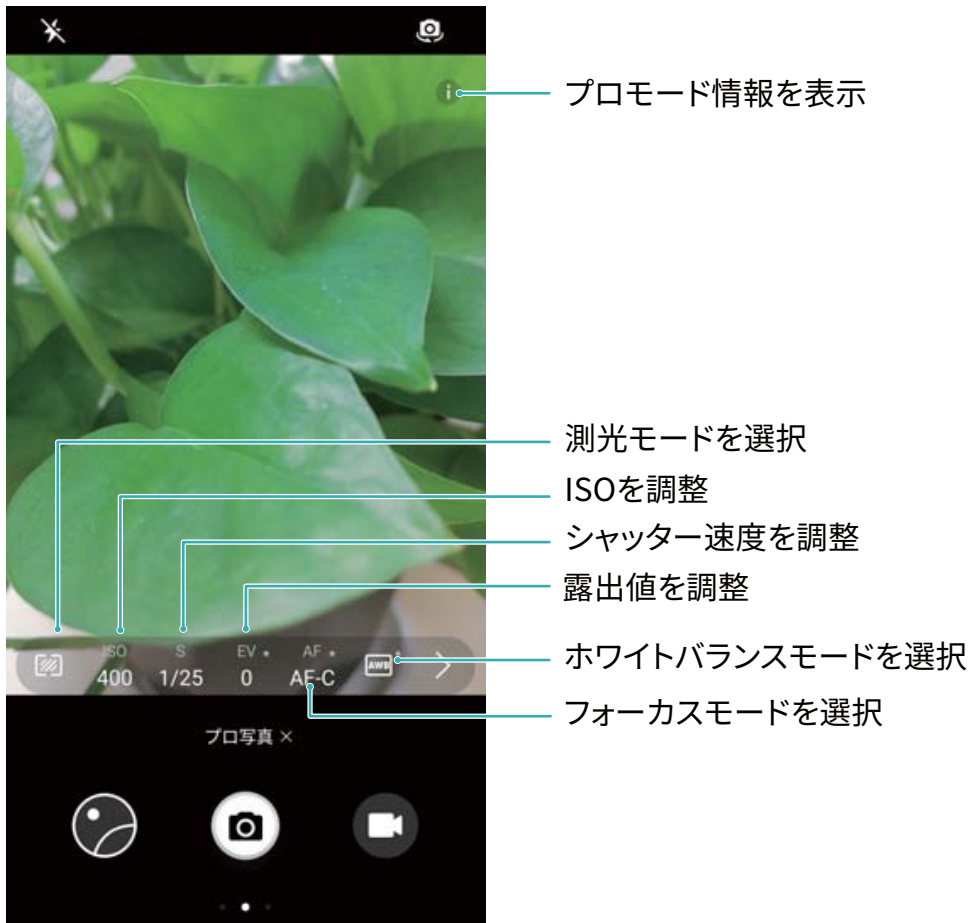 プロモード情報を表示
測光モードを選択
ISOを調整
シャッター速度を調整
露出値を調整
ISO S EV AF
AWB
400 1/25 0 AF-C
ホワイトバランスモードを選択
フォーカスモードを選択
プロ写真 ×